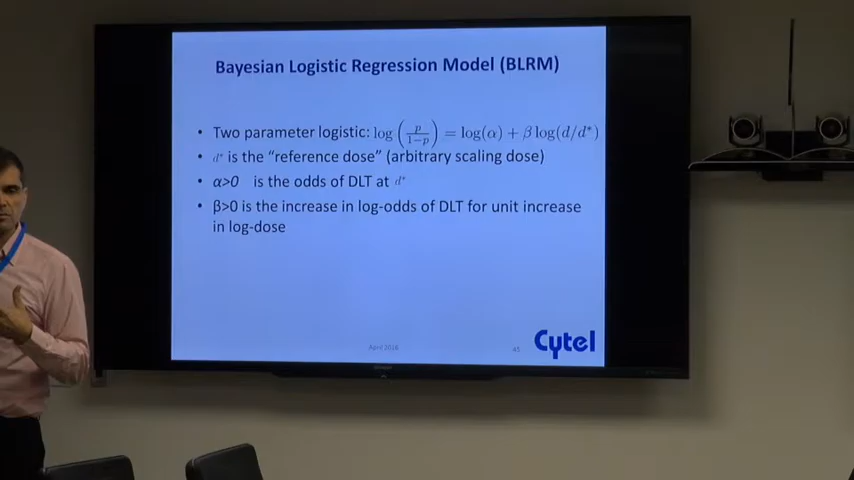 Bayesian Logistic Regression Model (BLRM)
• Two parameter logistic: log(p/(1−p)) = log(α) + β log(d/d*)
• d* is the "reference dose" (arbitrary scaling dose)
• α>0 is the odds of DLT at d*
• β>0 is the increase in log-odds of DLT for unit increase
in log-dose
April 2016
45
Cytel